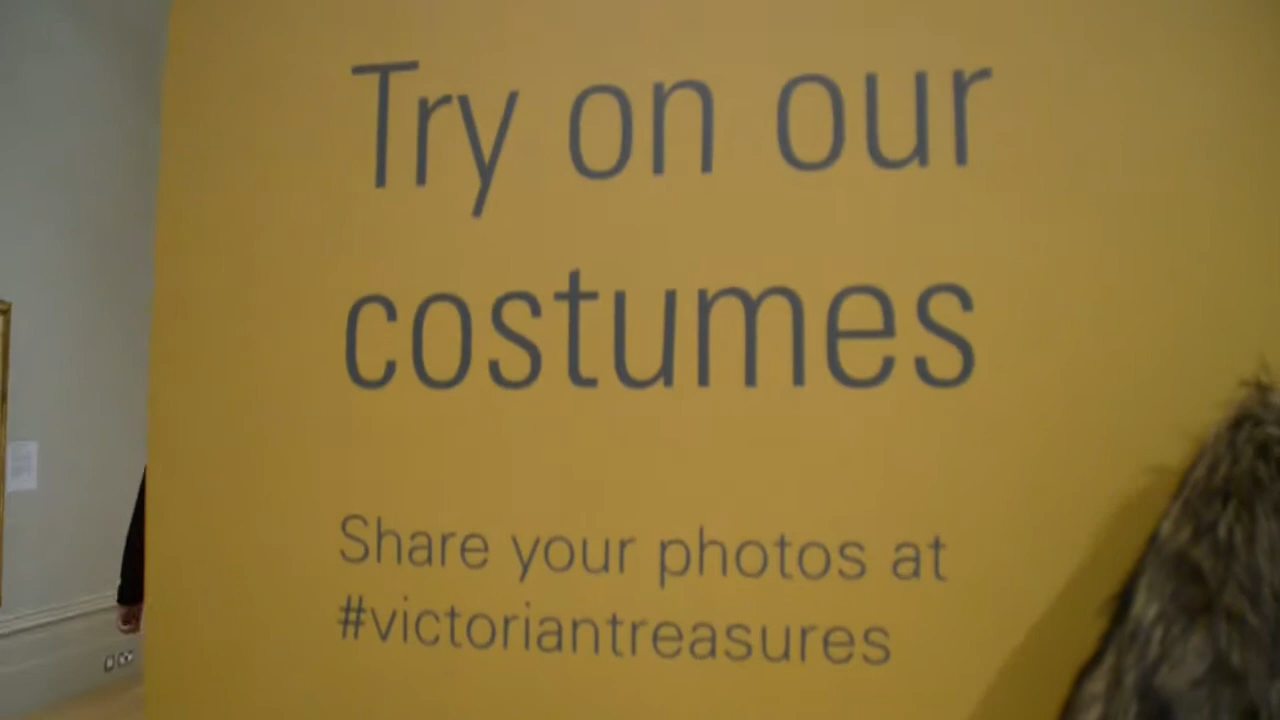 Try on our
costumes
Share your photos at
#victoriantreasures